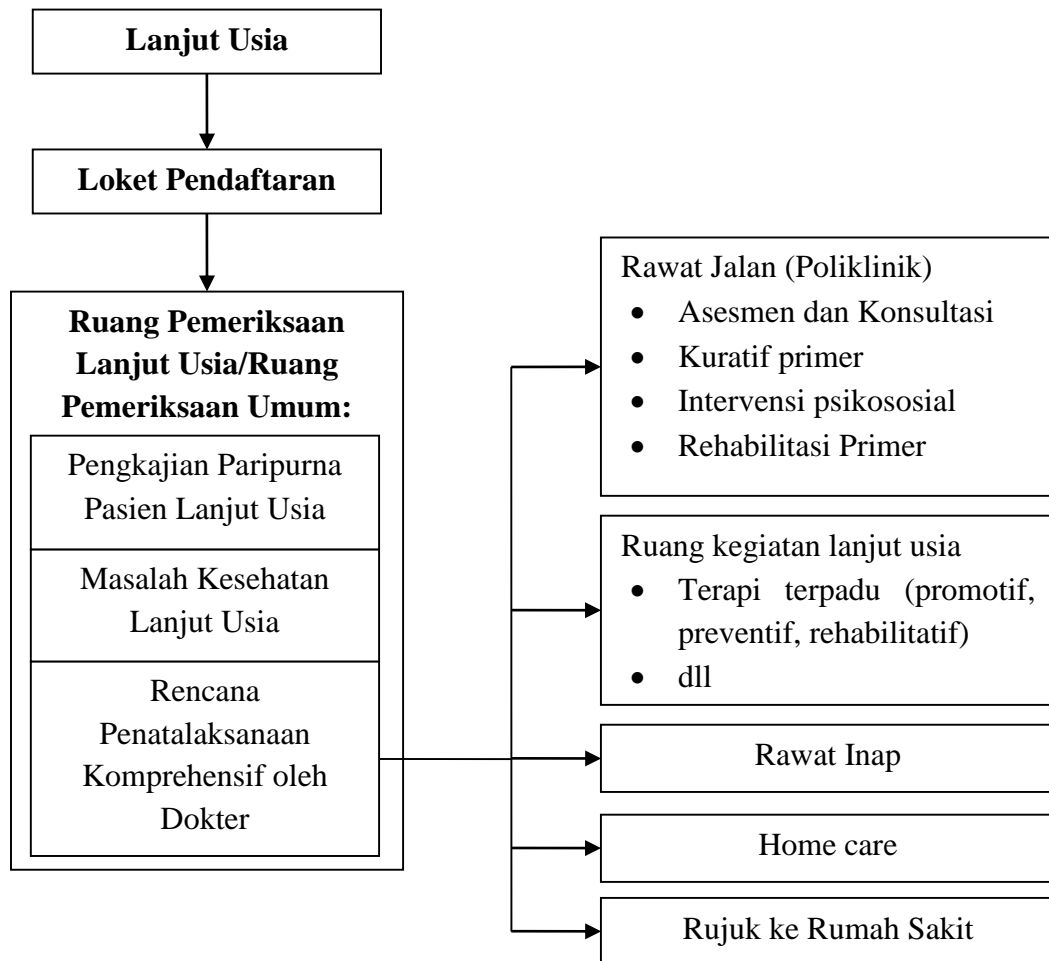 Lanjut Usia
Loket Pendaftaran
Ruang Pemeriksaan
Lanjut Usia/Ruang
Pemeriksaan Umum:
Pengkajian Paripurna
Pasien Lanjut Usia
Masalah Kesehatan
Lanjut Usia
Rencana
Penatalaksanaan
Komprehensif oleh
Dokter
Rawat Jalan (Poliklinik)
• Asesmen dan Konsultasi
• Kuratif primer
• Intervensi psikososial
• Rehabilitasi Primer
Ruang kegiatan lanjut usia
• Terapi terpadu (promotif,
preventif, rehabilitatif)
• dll
Rawat Inap
Home care
Rujuk ke Rumah Sakit